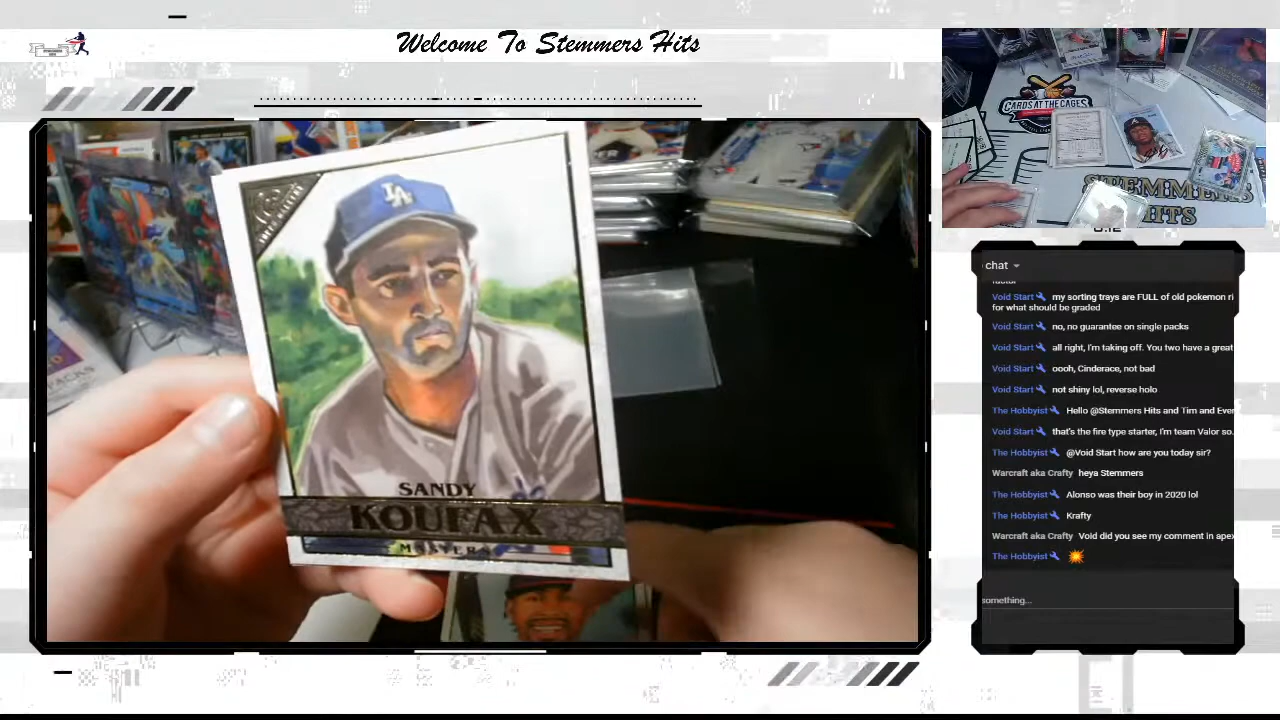 Welcome To Stemmers Hits
CARDS AT THE CAGES
STEMMERS
HITS
LA
SANDY
KOUFAX
MASTERS
chat
Void Start my sorting trays are FULL of old pokemon ri
for what should be graded
Void Start no, no guarantee on single packs
Void Start all right, I'm taking off. You two have a great
Void Start oooh, Cinderace, not bad
Void Start not shiny lol, reverse holo
The Hobbyist Hello @Stemmers Hits and Tim and Ever
Void Start that's the fire type starter, I'm team Valor so.
The Hobbyist @Void Start how are you today sir?
Warcraft aka Crafty heya Stemmers
The Hobbyist Alonso was their boy in 2020 lol
The Hobbyist Krafty
Warcraft aka Crafty Void did you see my comment in apex
The Hobbyist 💥
something...